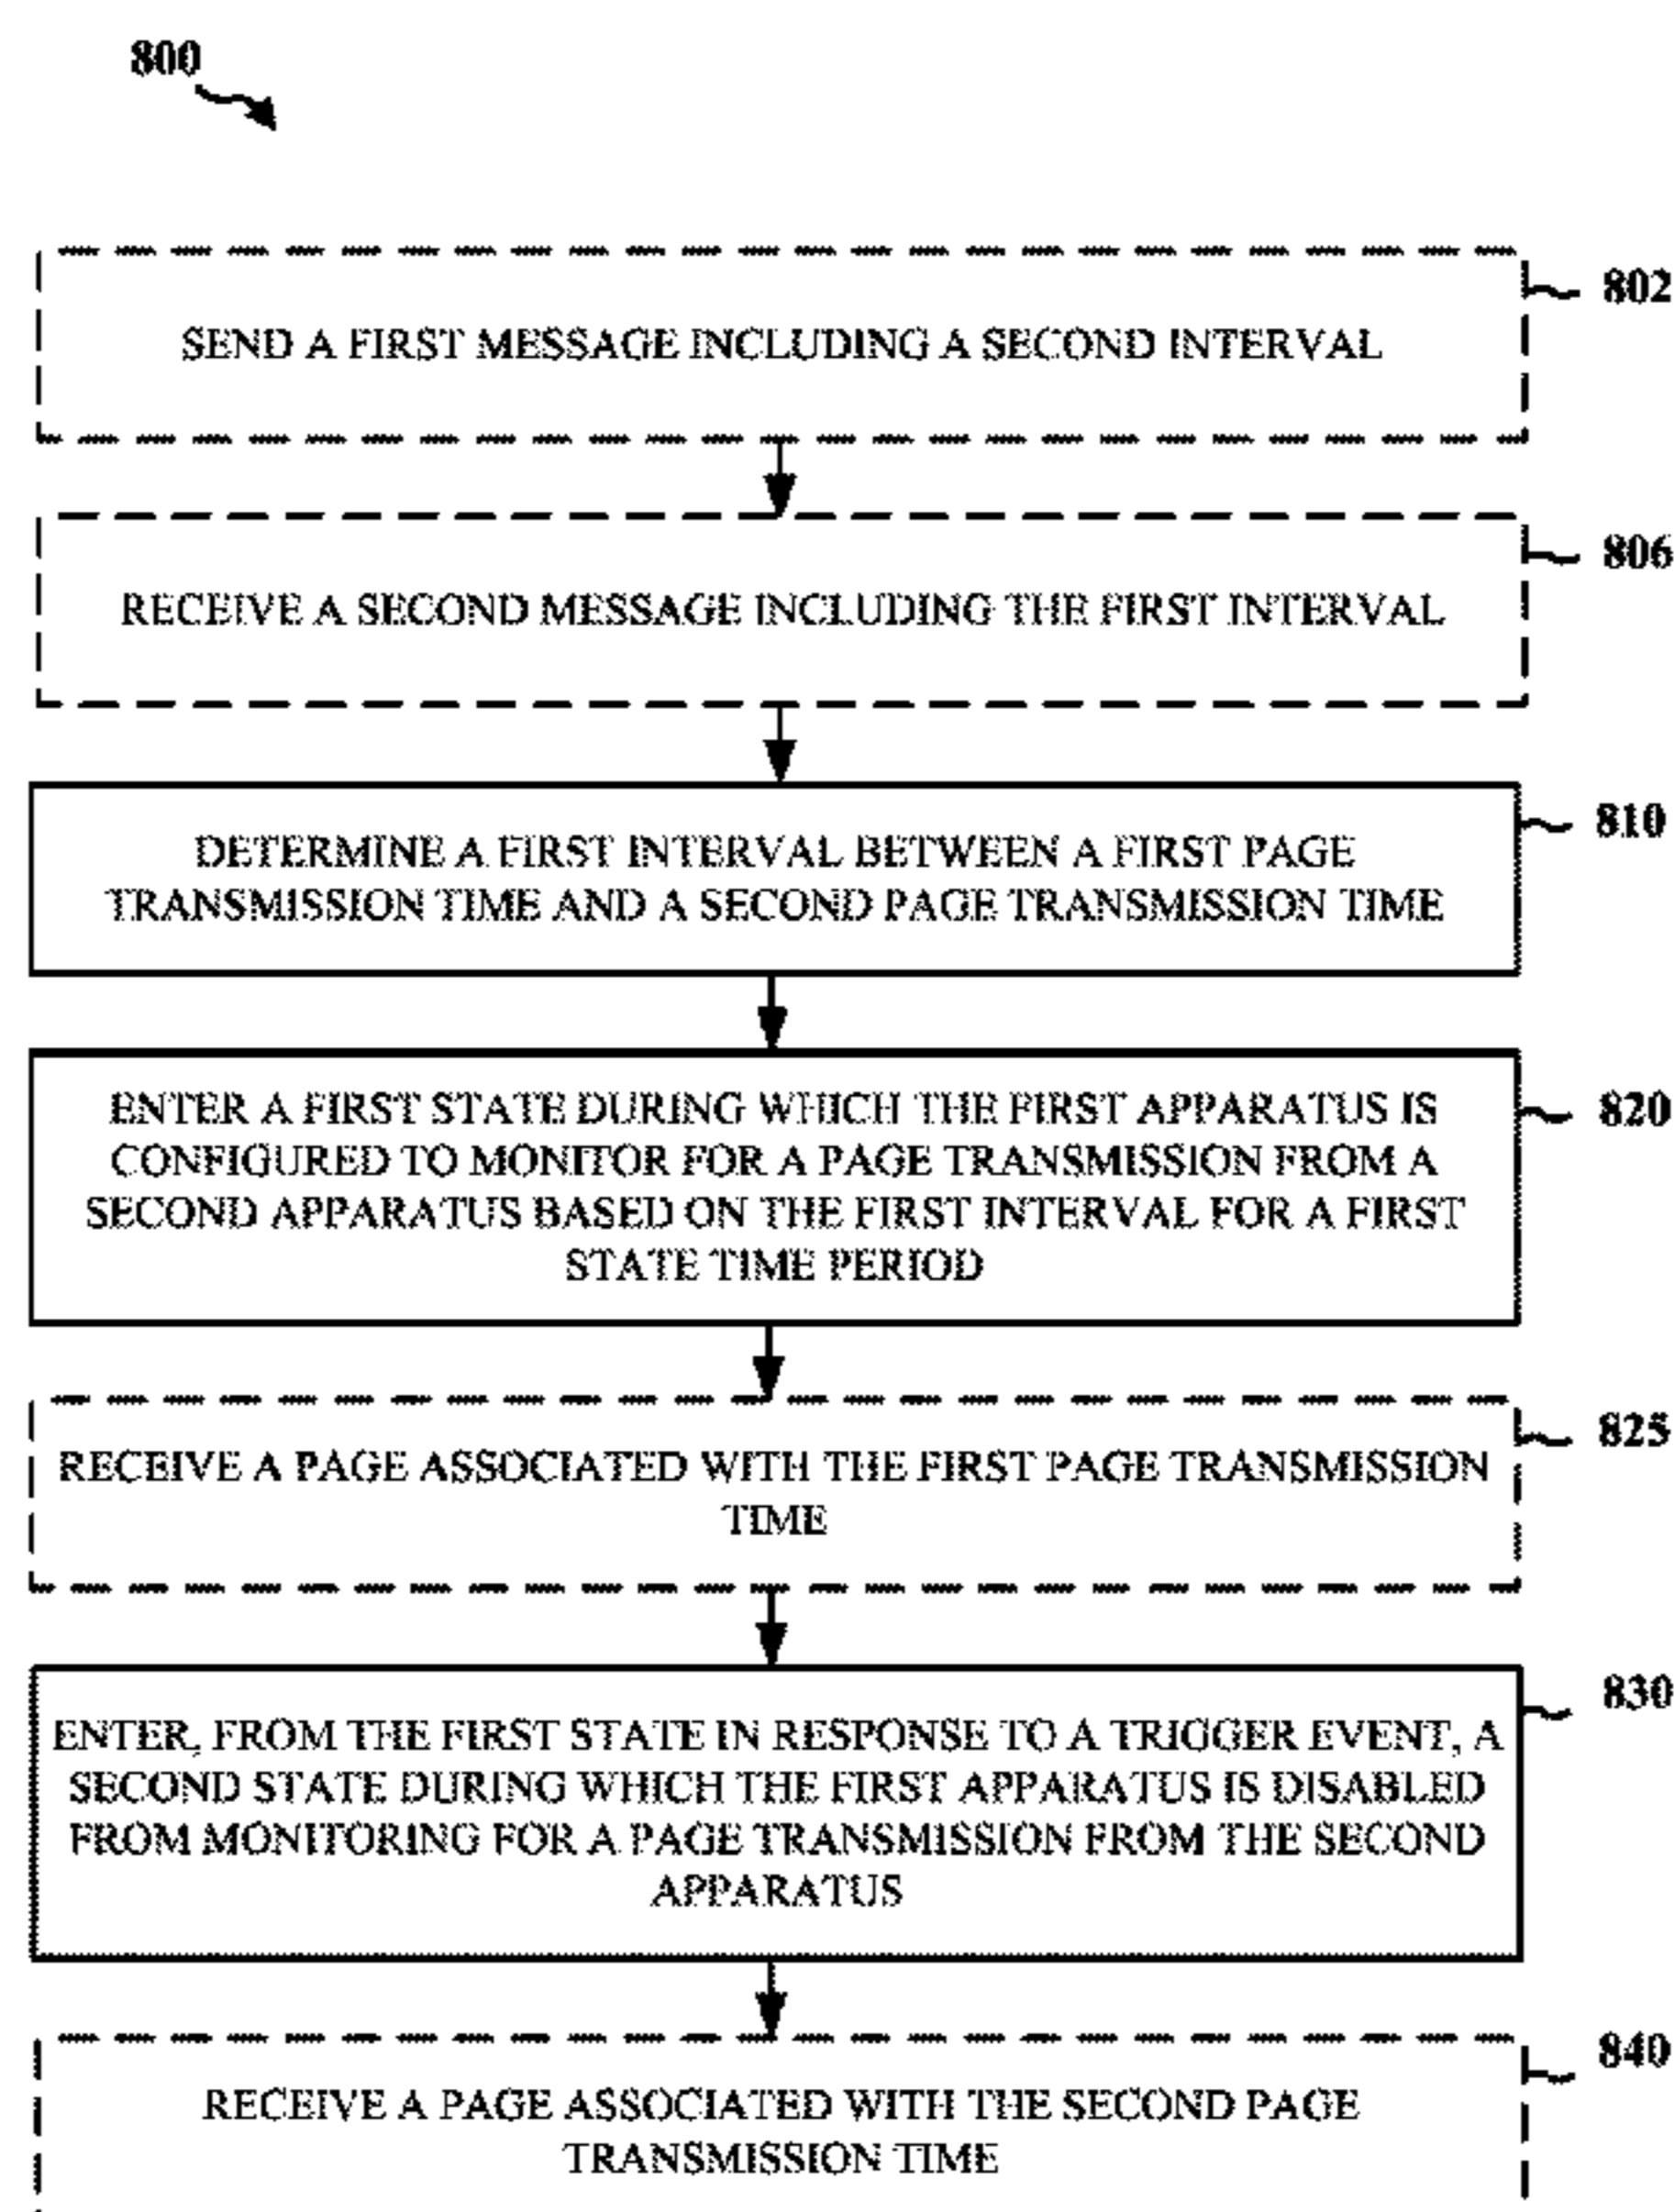 800
802
SEND A FIRST MESSAGE INCLUDING A SECOND INTERVAL
806
RECEIVE A SECOND MESSAGE INCLUDING THE FIRST INTERVAL
810
DETERMINE A FIRST INTERVAL BETWEEN A FIRST PAGE
TRANSMISSION TIME AND A SECOND PAGE TRANSMISSION TIME
820
ENTER A FIRST STATE DURING WHICH THE FIRST APPARATUS IS
CONFIGURED TO MONITOR FOR A PAGE TRANSMISSION FROM A
SECOND APPARATUS BASED ON THE FIRST INTERVAL FOR A FIRST
STATE TIME PERIOD
825
RECEIVE A PAGE ASSOCIATED WITH THE FIRST PAGE TRANSMISSION
TIME
830
ENTER, FROM THE FIRST STATE IN RESPONSE TO A TRIGGER EVENT, A
SECOND STATE DURING WHICH THE FIRST APPARATUS IS DISABLED
FROM MONITORING FOR A PAGE TRANSMISSION FROM THE SECOND
APPARATUS
840
RECEIVE A PAGE ASSOCIATED WITH THE SECOND PAGE
TRANSMISSION TIME